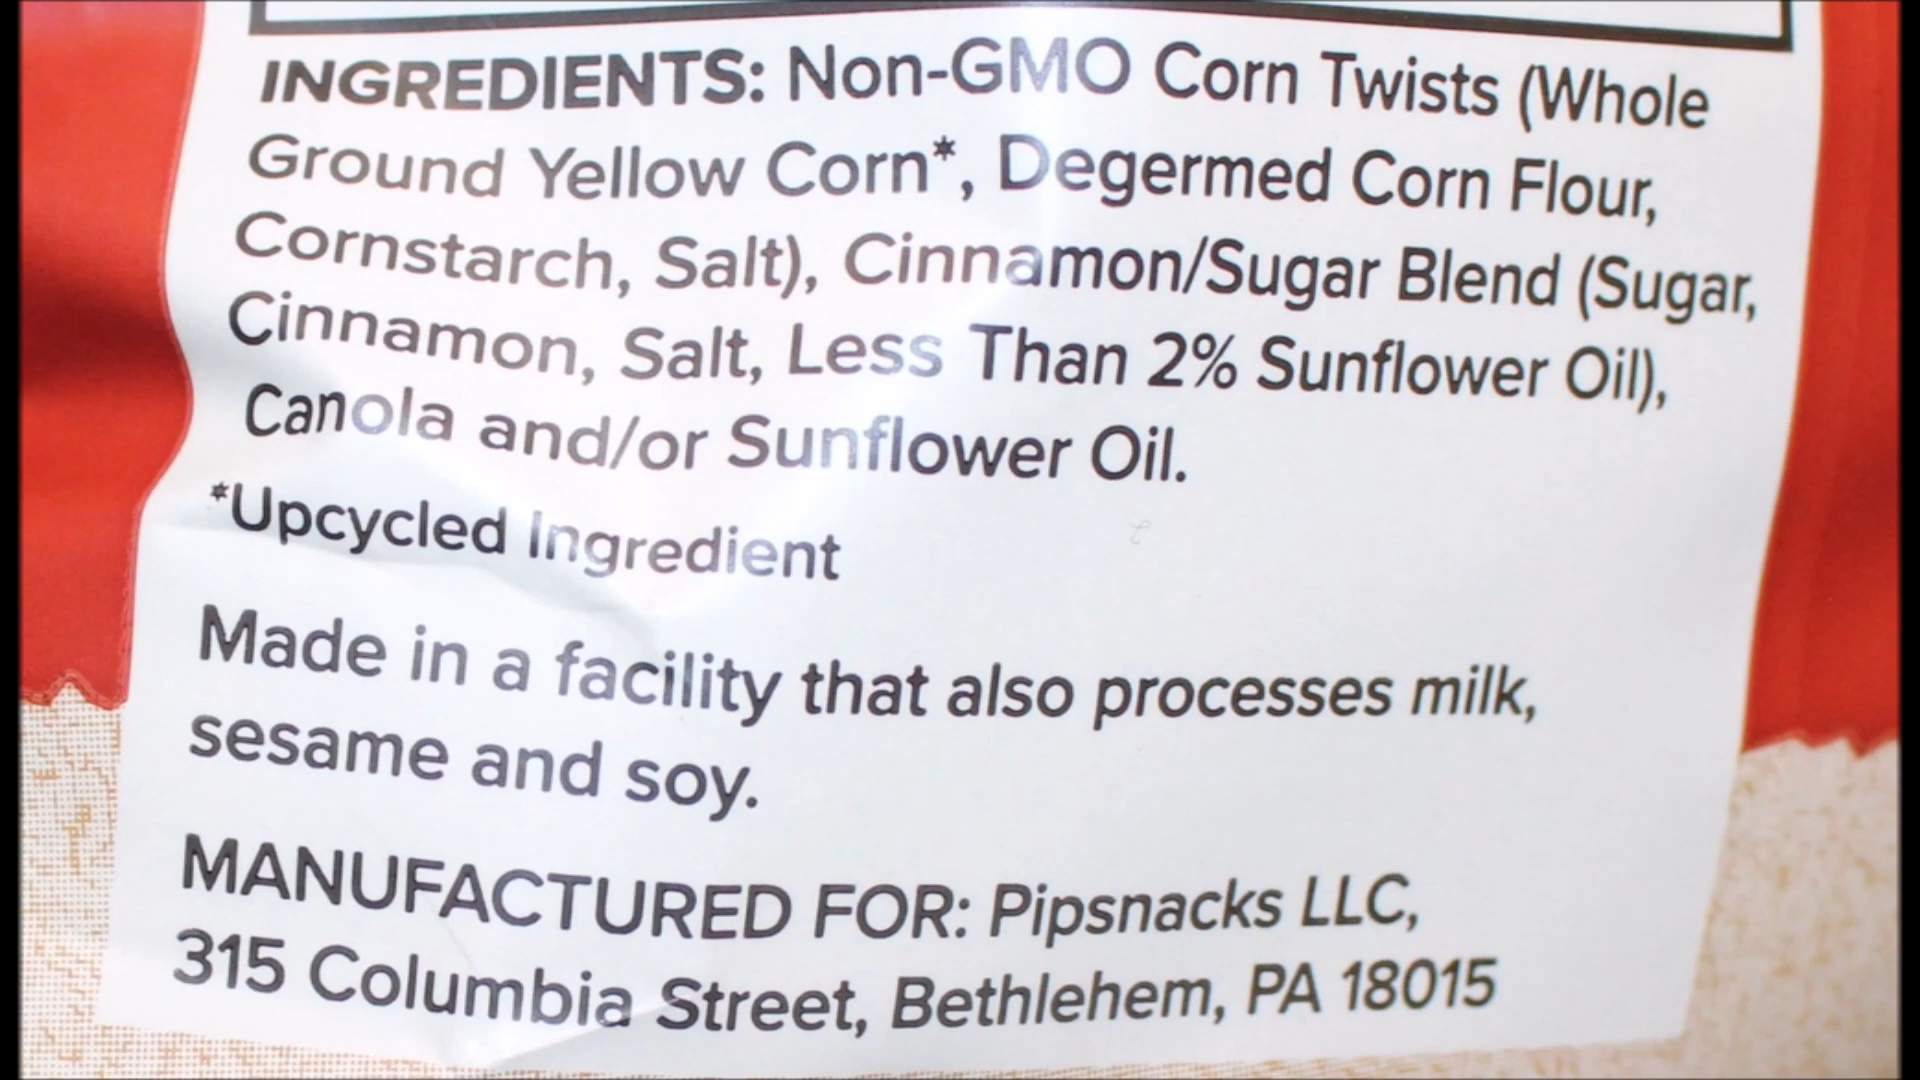 INGREDIENTS: Non-GMO Corn Twists (Whole
Ground Yellow Corn*, Degermed Corn Flour,
Cornstarch, Salt), Cinnamon/Sugar Blend (Sugar,
Cinnamon, Salt, Less Than 2% Sunflower Oil),
Canola and/or Sunflower Oil.
*Upcycled Ingredient
Made in a facility that also processes milk,
sesame and soy.
MANUFACTURED FOR: Pipsnacks LLC,
315 Columbia Street, Bethlehem, PA 18015